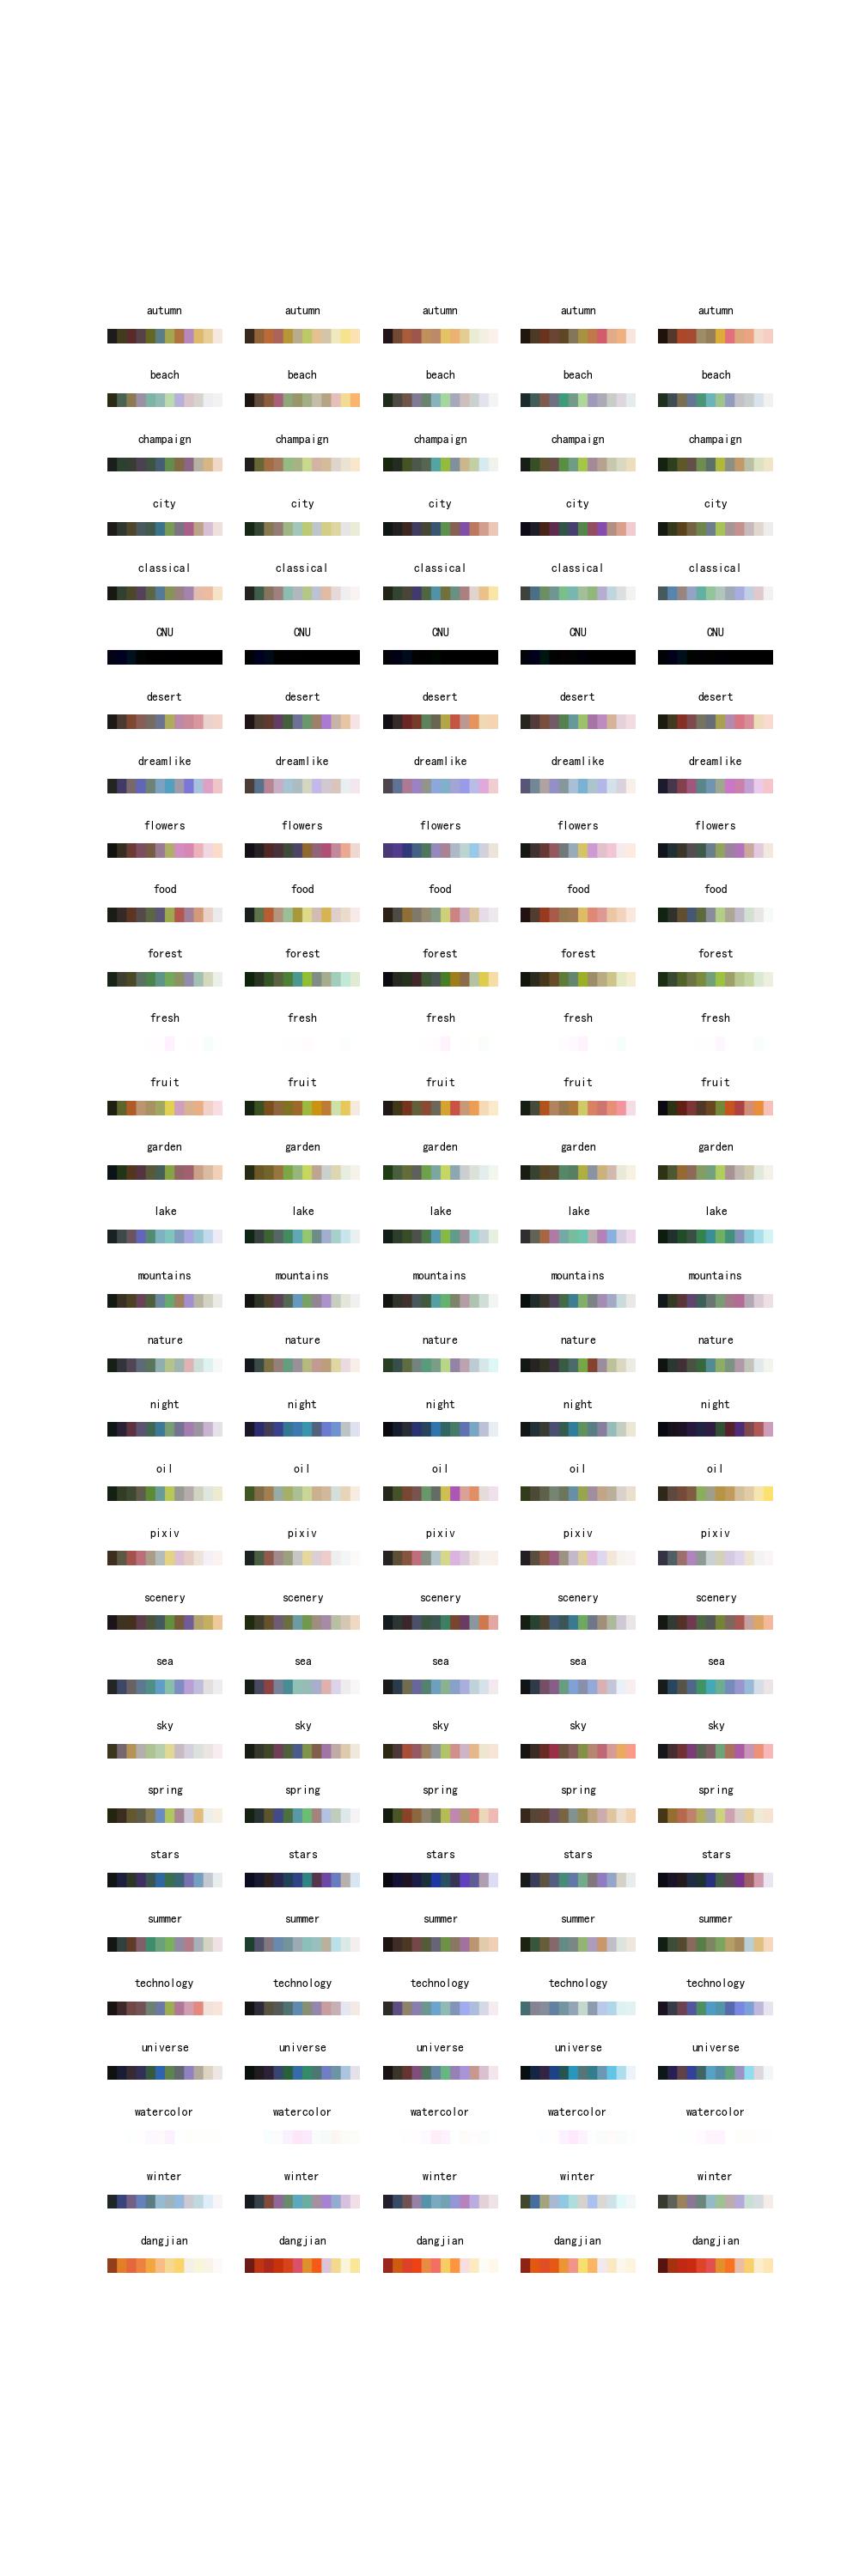 autumn autumn autumn autumn autumn
beach beach beach beach beach
champaign champaign champaign champaign champaign
city city city city city
classical classical classical classical classical
CNU CNU CNU CNU CNU
desert desert desert desert desert
dreamlike dreamlike dreamlike dreamlike dreamlike
flowers flowers flowers flowers flowers
food food food food food
forest forest forest forest forest
fresh fresh fresh fresh fresh
fruit fruit fruit fruit fruit
garden garden garden garden garden
lake lake lake lake lake
mountains mountains mountains mountains mountains
nature nature nature nature nature
night night night night night
oil oil oil oil oil
pixiv pixiv pixiv pixiv pixiv
scenery scenery scenery scenery scenery
sea sea sea sea sea
sky sky sky sky sky
spring spring spring spring spring
stars stars stars stars stars
summer summer summer summer summer
technology technology technology technology technology
universe universe universe universe universe
watercolor watercolor watercolor watercolor watercolor
winter winter winter winter winter
dangjian dangjian dangjian dangjian dangjian